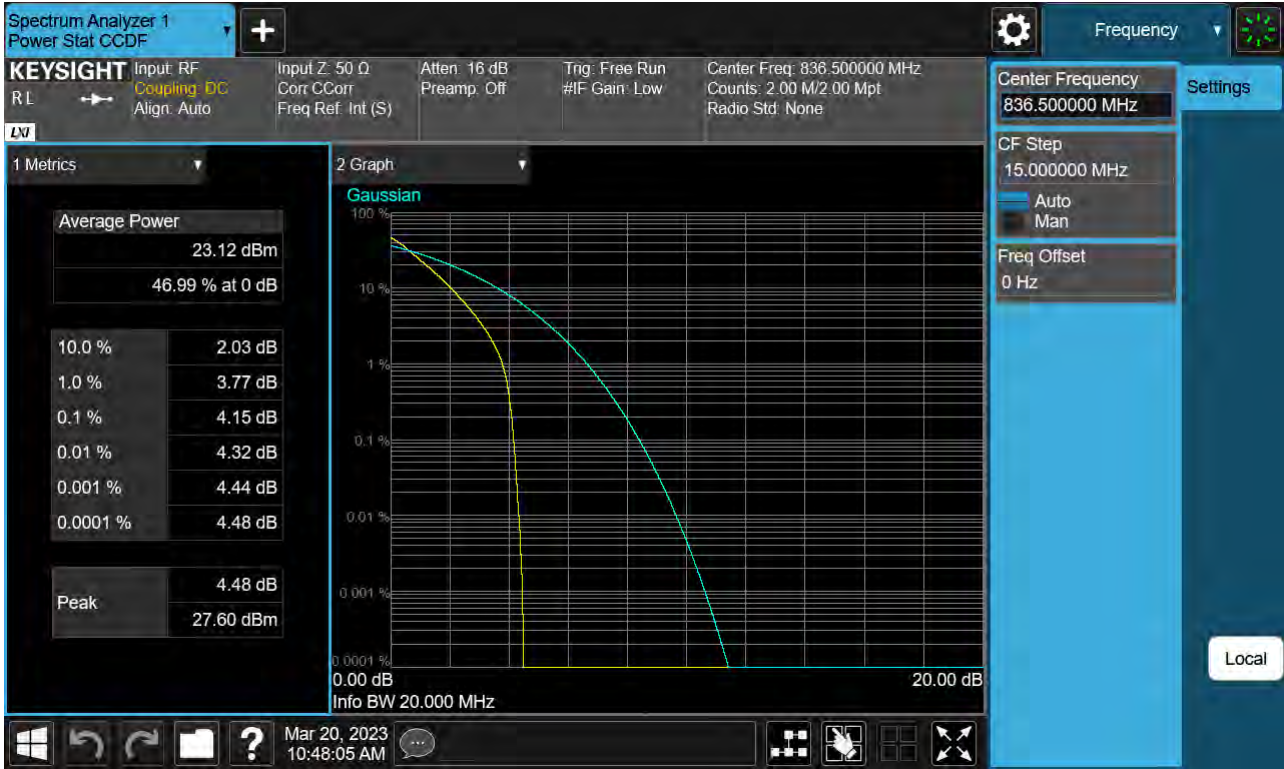 Spectrum Analyzer 1
Power Stat CCDF
Frequency
KEYSIGHT
R L
LXI
Input: RF
Coupling: DC
Align: Auto
Input Z: 50 Ω
Corr CCorr
Freq Ref: Int (S)
Atten: 16 dB
Preamp: Off
Trig: Free Run
#IF Gain: Low
Center Freq: 836.500000 MHz
Counts: 2.00 M/2.00 Mpt
Radio Std: None
Center Frequency
836.500000 MHz
Settings
CF Step
15.000000 MHz
Auto
Man
Freq Offset
0 Hz
Local
1 Metrics
Average Power
23.12 dBm
46.99 % at 0 dB
10.0 % 2.03 dB
1.0 % 3.77 dB
0.1 % 4.15 dB
0.01 % 4.32 dB
0.001 % 4.44 dB
0.0001 % 4.48 dB
Peak
4.48 dB
27.60 dBm
2 Graph
Gaussian
100 %
10 %
1 %
0.1 %
0.01 %
0.001 %
0.0001 %
0.00 dB 20.00 dB
Info BW 20.000 MHz
?
Mar 20, 2023
10:48:05 AM